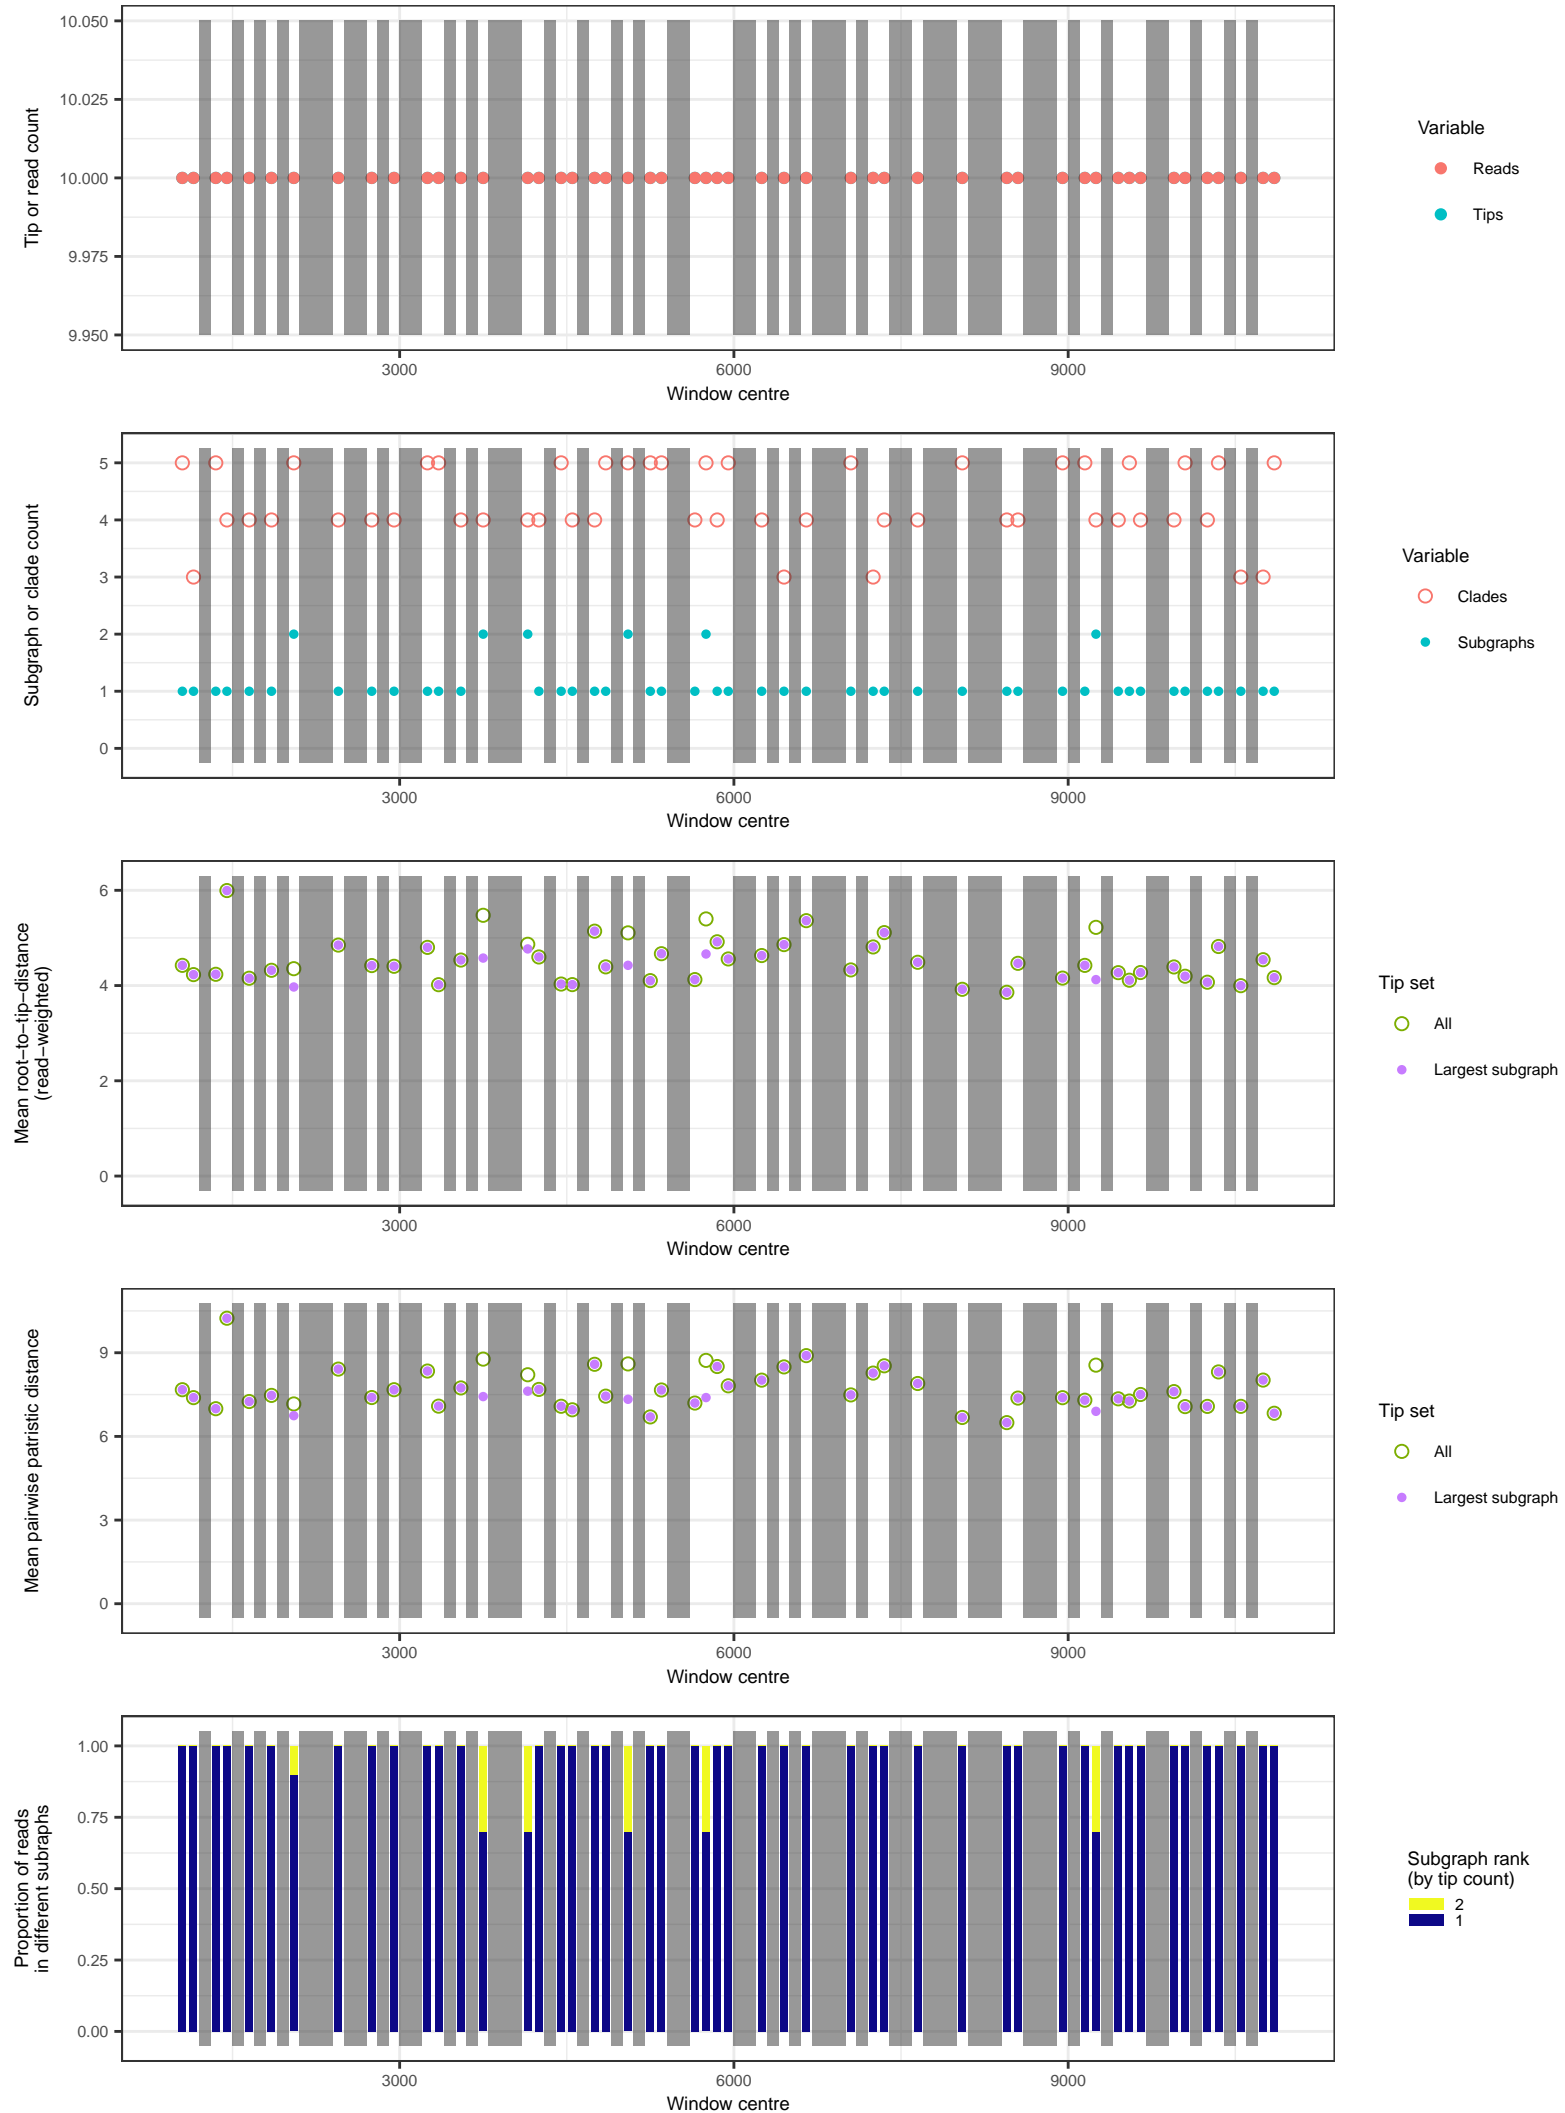 10.050
10.025
10.000
9.975
9.950
Tip or read count
3000
6000
9000
Window centre
Variable
Reads
Tips
5
4
3
2
1
0
Subgraph or clade count
3000
6000
9000
Window centre
Variable
Clades
Subgraphs
6
4
2
0
Mean root−to−tip−distance
(read−weighted)
3000
6000
9000
Window centre
Tip set
All
Largest subgraph
9
6
3
0
Mean pairwise patristic distance
3000
6000
9000
Window centre
Tip set
All
Largest subgraph
1.00
0.75
0.50
0.25
0.00
Proportion of reads
in different subraphs
3000
6000
9000
Window centre
Subgraph rank
(by tip count)
2
1